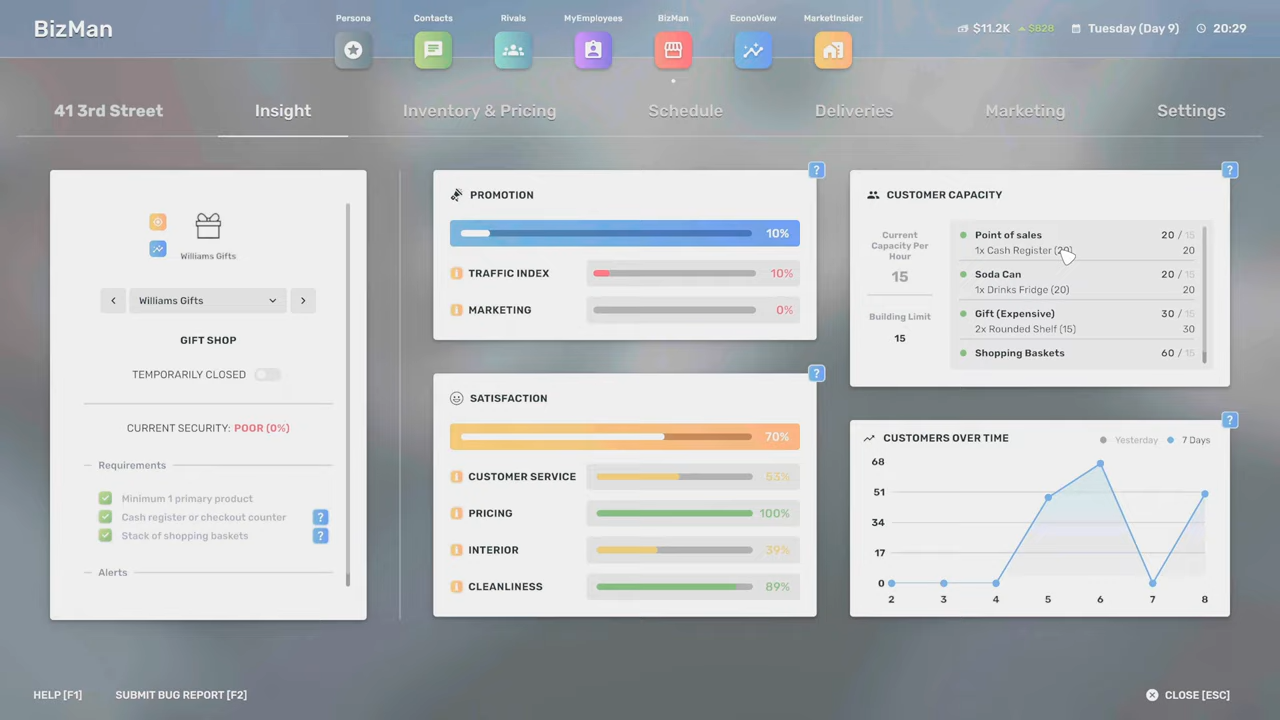 BizMan
Persona
Contacts
Rivals
MyEmployees
BizMan
EconoView
MarketInsider
$11.2K
$828
Tuesday (Day 9)
20:29
41 3rd Street
Insight
Inventory & Pricing
Schedule
Deliveries
Marketing
Settings
Williams Gifts
Williams Gifts
GIFT SHOP
TEMPORARILY CLOSED
CURRENT SECURITY: POOR (0%)
Requirements
Minimum 1 primary product
Cash register or checkout counter
?
Stack of shopping baskets
?
Alerts
?
PROMOTION
10%
TRAFFIC INDEX
10%
MARKETING
0%
?
SATISFACTION
70%
CUSTOMER SERVICE
53%
PRICING
100%
INTERIOR
39%
CLEANLINESS
89%
?
CUSTOMER CAPACITY
Current
Capacity Per
Hour
15
Building Limit
15
Point of sales
20 / 15
1x Cash Register (20)
20
Soda Can
20 / 15
1x Drinks Fridge (20)
20
Gift (Expensive)
30 / 15
2x Rounded Shelf (15)
30
Shopping Baskets
60 / 15
?
CUSTOMERS OVER TIME
Yesterday
7 Days
68
51
34
17
0
2
3
4
5
6
7
8
HELP [F1]
SUBMIT BUG REPORT [F2]
CLOSE [ESC]